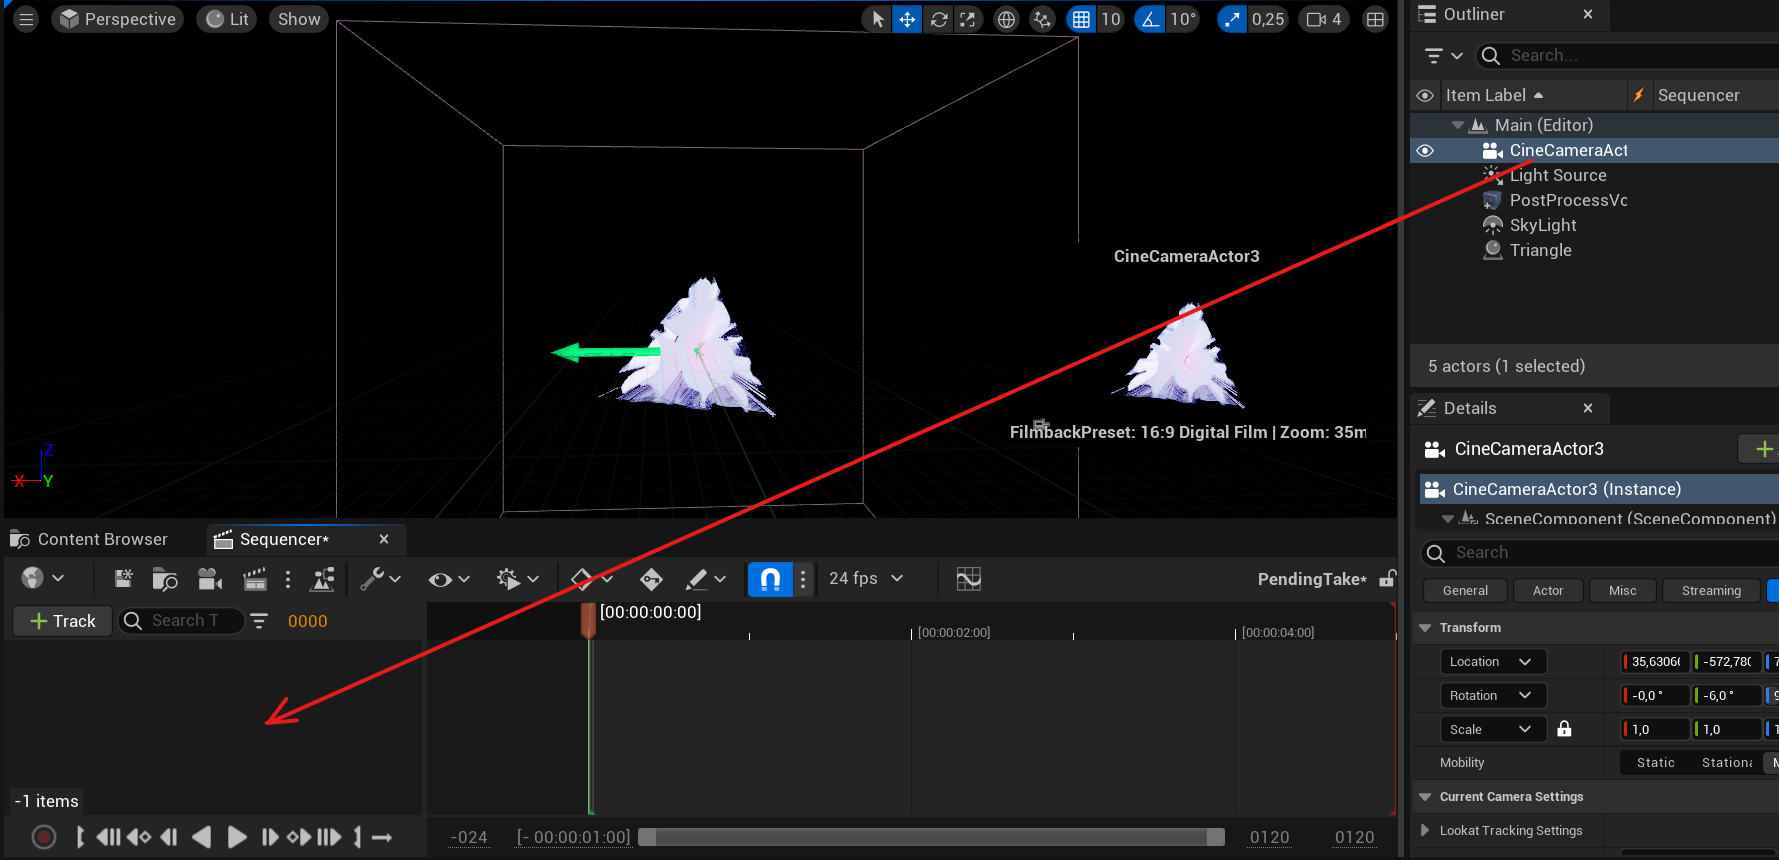 Perspective
Lit
Show
10
10°
0,25
4
CineCameraActor3
FilmbackPreset: 16:9 Digital Film | Zoom: 35m
Z
X
Y
Outliner
Search...
Item Label
Sequencer
Main (Editor)
CineCameraAct
Light Source
PostProcessVo
SkyLight
Triangle
5 actors (1 selected)
Details
CineCameraActor3
CineCameraActor3 (Instance)
SceneComponent (SceneComponent)
Search
General
Actor
Misc
Streaming
Transform
Location
35,6306
-572,78
Rotation
-0,0 °
-6,0 °
Scale
1,0
1,0
Mobility
Static
Stationa
Current Camera Settings
Lookat Tracking Settings
Content Browser
Sequencer*
24 fps
PendingTake*
Track
Search T
0000
[00:00:00:00]
[00:00:02:00]
[00:00:04:00]
-1 items
-024
[- 00:00:01:00]
0120
0120